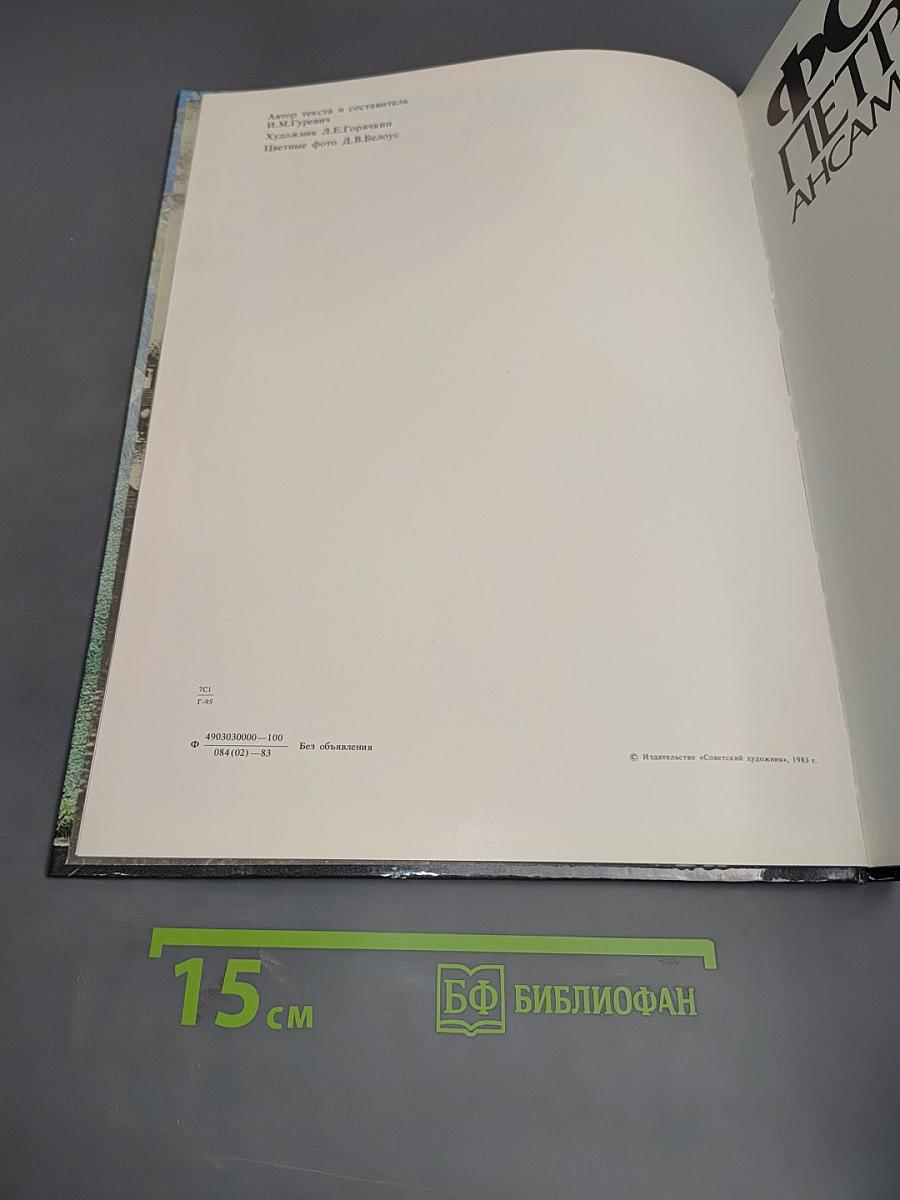 Автор текста и составитель
И.М.Гуревич
Художник Л.Е.Горячкин
Цветные фото Д.В.Белоус
ФО
ПЕТР
АНСАМ
7С1
Г-95
Ф 4903030000—100
084(02)—83
Без объявления
© Издательство «Советский художник», 1983 г.
15 см
БФ БИБЛИОФАН